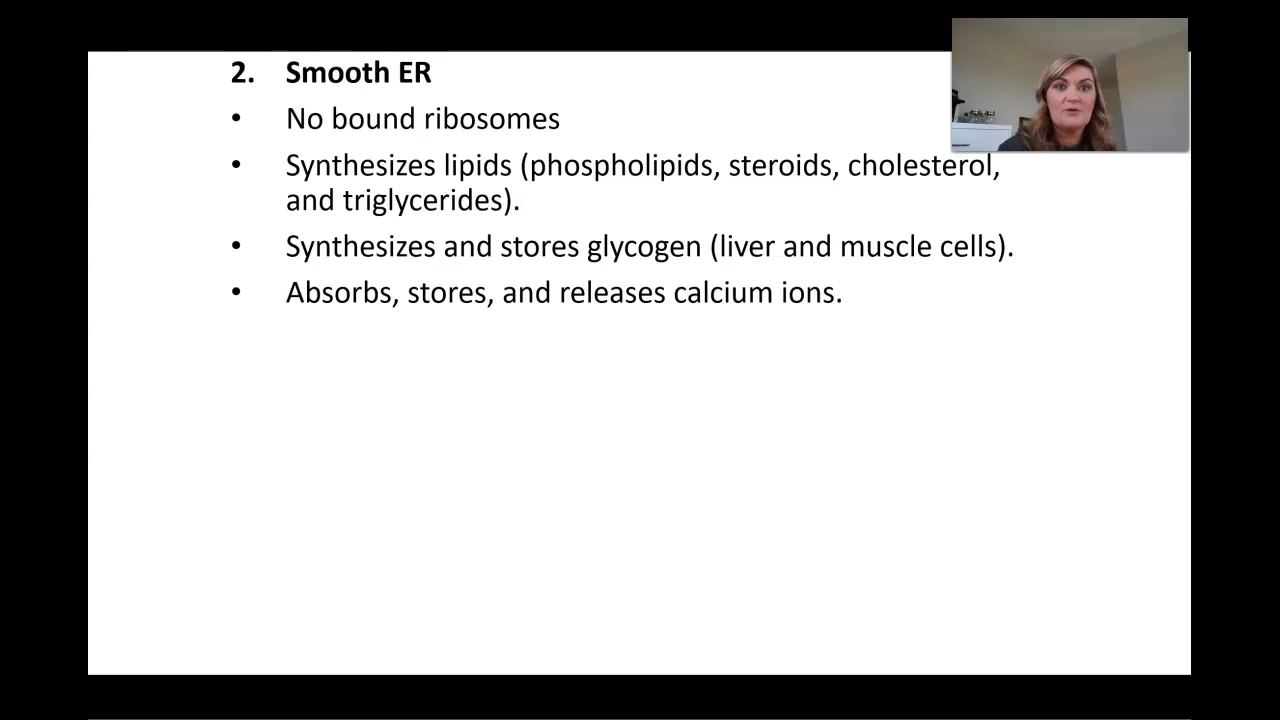 2. Smooth ER
• No bound ribosomes
• Synthesizes lipids (phospholipids, steroids, cholesterol,
and triglycerides).
• Synthesizes and stores glycogen (liver and muscle cells).
• Absorbs, stores, and releases calcium ions.